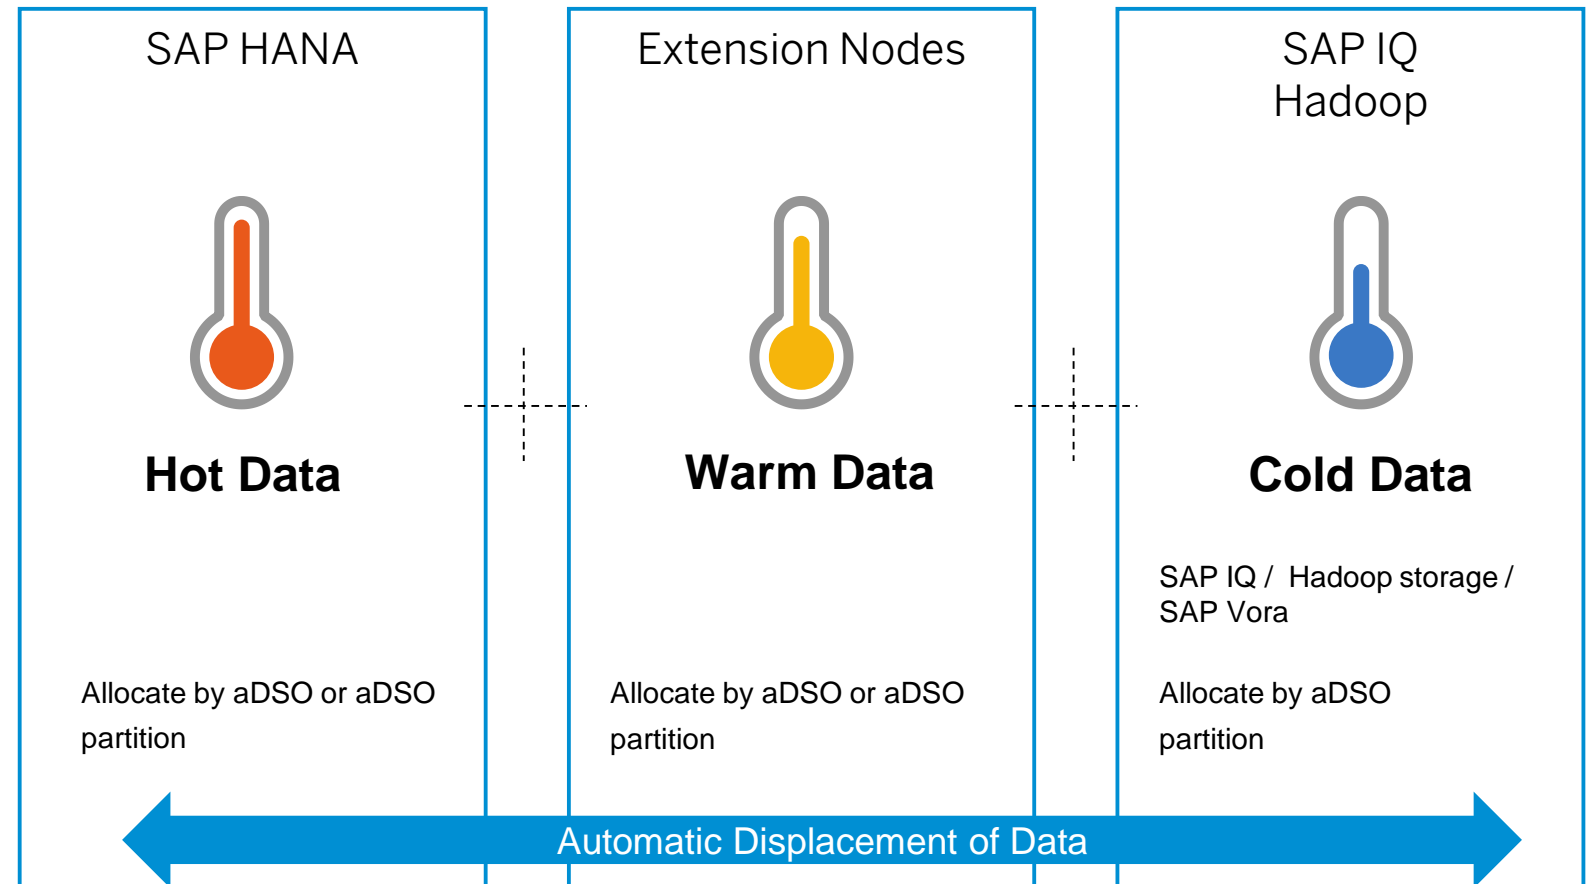 SAP HANA
Hot Data
Allocate by aDSO or aDSO
partition
Extension Nodes
Warm Data
Allocate by aDSO or aDSO
partition
SAP IQ
Hadoop
Cold Data
SAP IQ / Hadoop storage /
SAP Vora
Allocate by aDSO
partition
Automatic Displacement of Data